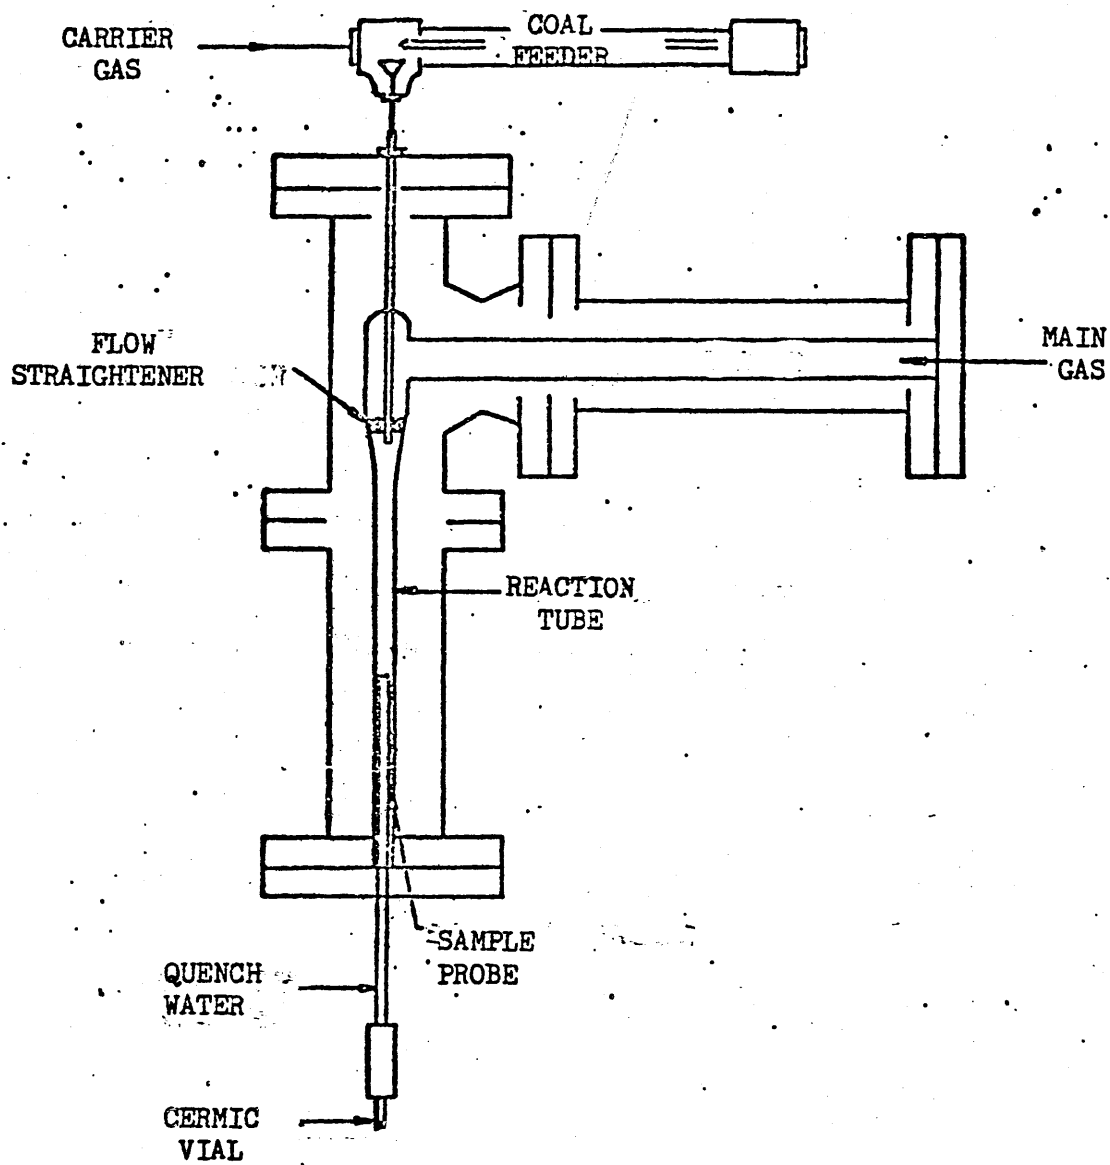 COAL
FEEDER
CARRIER
GAS
FLOW
STRAIGHTENER
MAIN
GAS
REACTION
TUBE
SAMPLE
PROBE
QUENCH
WATER
CERMIC
VIAL